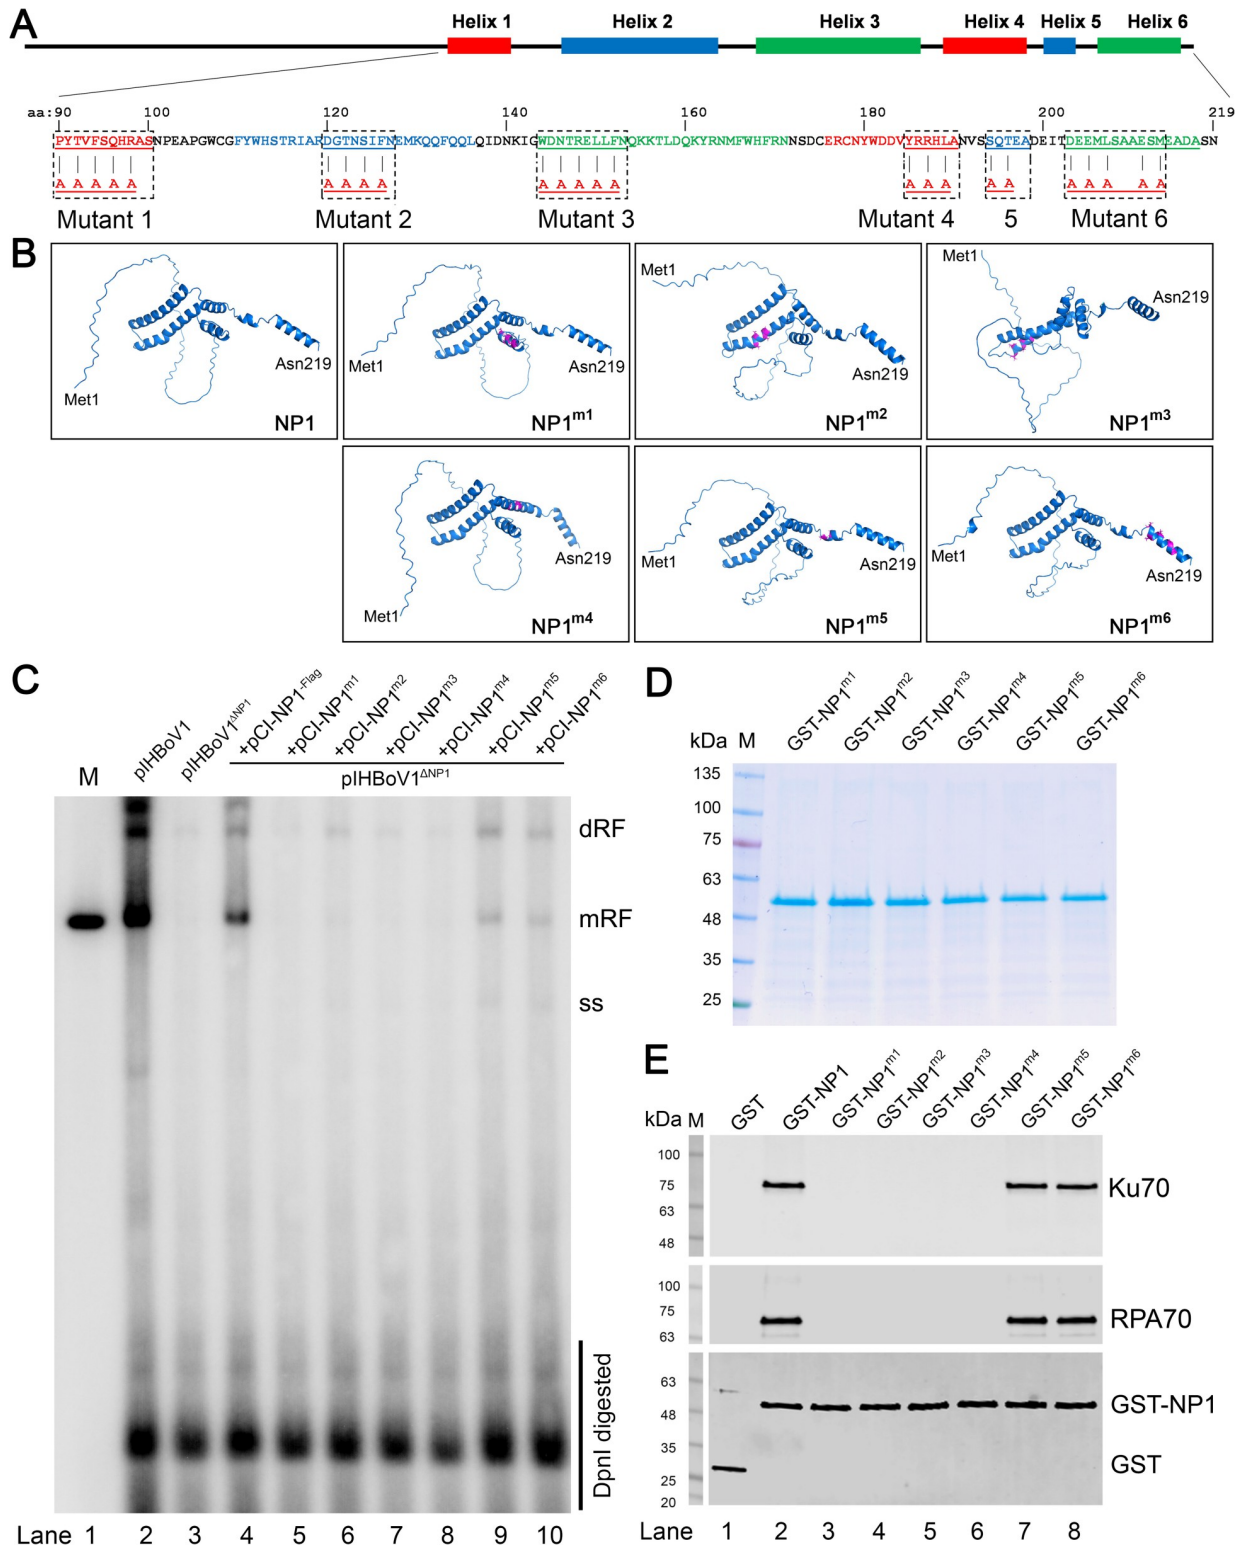 A
Helix 1 Helix 2 Helix 3 Helix 4 Helix 5 Helix 6
aa:90 100 120 140 160 180 200 219
PYTVFSQHRASNPEAPGWCGFYWHSTRIARDGTNSIFNEMKQQFQQLQIDNKIGWDNTRELLFNQKKTLDQKYRNMFWHFRNNSDCERCNYWDDVYRRHLANVSSQTEADEITDEEMLSAAESMEADASN
A A A A A A A A A A A A A A A A A A A A A A A A
Mutant 1 Mutant 2 Mutant 3 Mutant 4 5 Mutant 6
B
Met1 Asn219 NP1
Met1 Asn219 NP1m1
Met1 Asn219 NP1m2
Met1 Asn219 NP1m3
Met1 Asn219 NP1m4
Met1 Asn219 NP1m5
Met1 Asn219 NP1m6
C
M pIHBoV1 pIHBoV1ΔNP1 +pCI-NP1-Flag +pCI-NP1m1 +pCI-NP1m2 +pCI-NP1m3 +pCI-NP1m4 +pCI-NP1m5 +pCI-NP1m6
pIHBoV1ΔNP1
dRF
mRF
ss
DpnI digested
Lane 1 2 3 4 5 6 7 8 9 10
D
kDa M GST-NP1m1 GST-NP1m2 GST-NP1m3 GST-NP1m4 GST-NP1m5 GST-NP1m6
135
100
75
63
48
35
25
E
kDa M GST GST-NP1 GST-NP1m1 GST-NP1m2 GST-NP1m3 GST-NP1m4 GST-NP1m5 GST-NP1m6
100
75 Ku70
63
48
100
75 RPA70
63
63
48 GST-NP1
35
25 GST
20
Lane 1 2 3 4 5 6 7 8